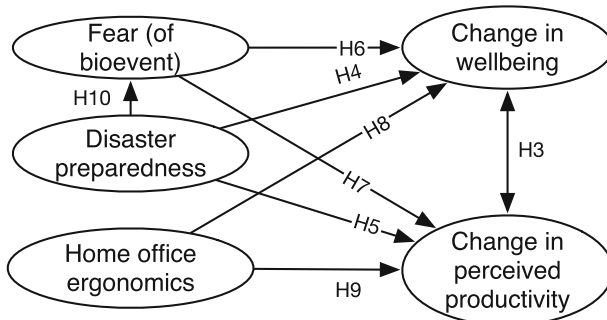 Fear (of
bioevent)
H6
Change in
wellbeing
H4
H10
H8
Disaster
preparedness
H3
H7
H5
Home office
ergonomics
H9
Change in
perceived
productivity